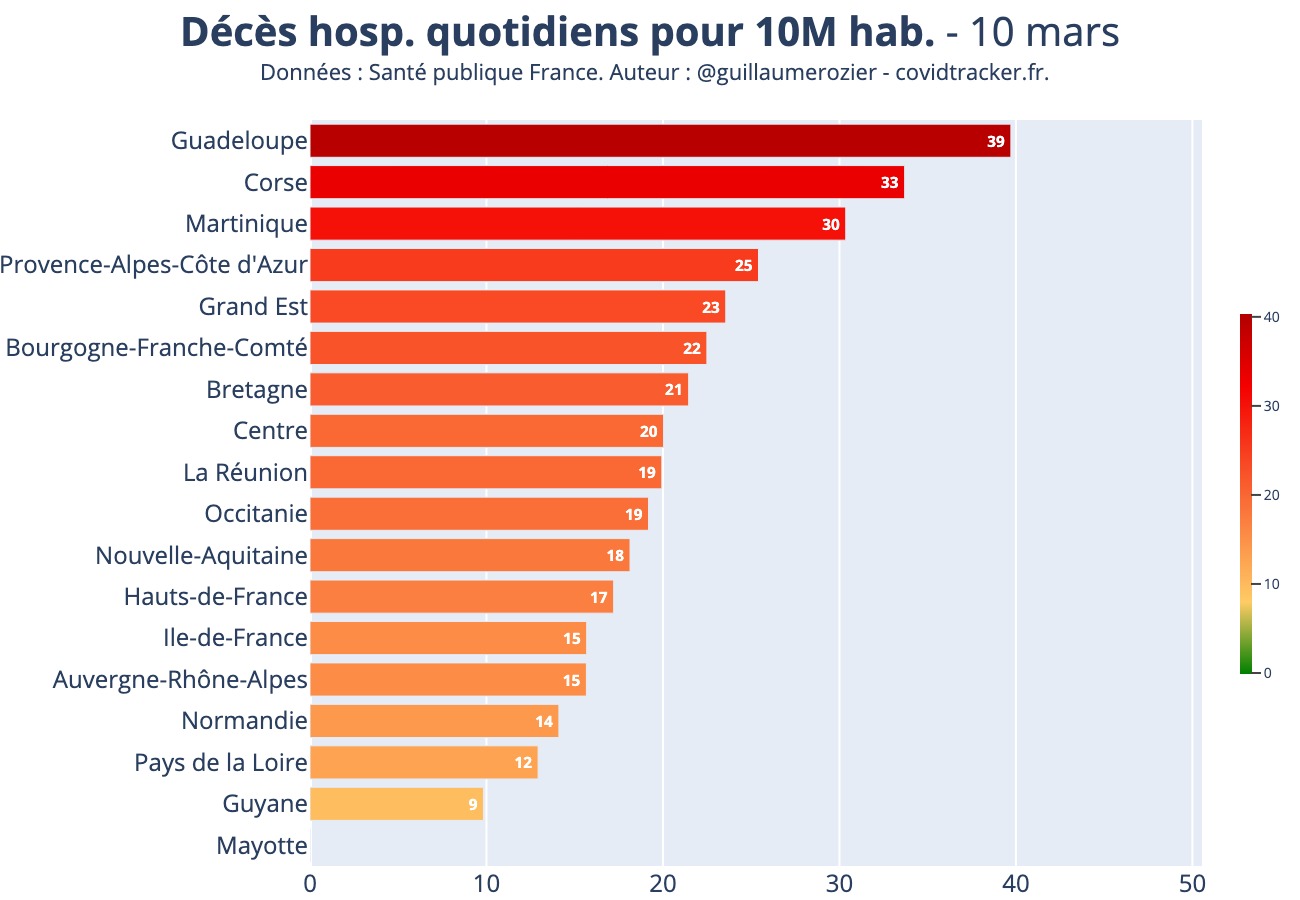 Décès hosp. quotidiens pour 10M hab. - 10 mars
Données : Santé publique France. Auteur : @guillaumerozier - covidtracker.fr.
Guadeloupe 39
Corse 33
Martinique 30
Provence-Alpes-Côte d'Azur 25
Grand Est 23
Bourgogne-Franche-Comté 22
Bretagne 21
Centre 20
La Réunion 19
Occitanie 19
Nouvelle-Aquitaine 18
Hauts-de-France 17
Ile-de-France 15
Auvergne-Rhône-Alpes 15
Normandie 14
Pays de la Loire 12
Guyane 9
Mayotte
0 10 20 30 40 50
40
30
20
10
0